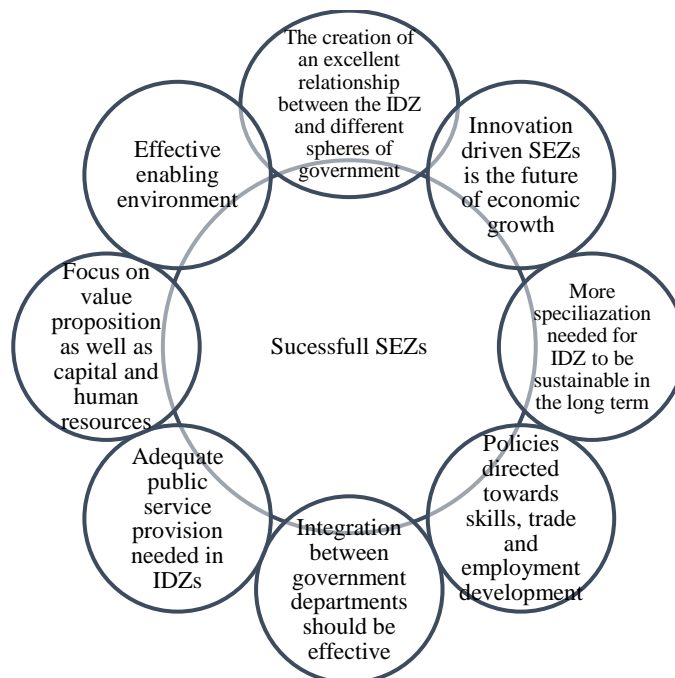 The creation of
an excellent
relationship
between the IDZ
and different
spheres of
government
Innovation
driven SEZs
is the future
of economic
growth
More
speciliazation
needed for
IDZ to be
sustainable in
the long term
Policies
directed
towards
skills, trade
and
employment
development
Integration
between
government
departments
should be
effective
Adequate
public
service
provision
needed in
IDZs
Focus on
value
proposition
as well as
capital and
human
resources
Effective
enabling
environment
Sucessfull SEZs